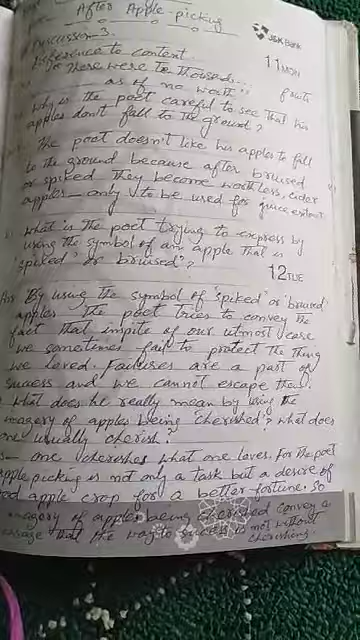 After Apple-picking
J&K Bank
Discussion 3.
11 MON
Reference to content
There were to thousands... fruit
as of no worth
Why is the poet careful to see that his
apples don't fall to the ground?
The poet doesn't like his apples to fall
to the ground because after bruised
or spiked they become worthless, cider
apples only to be used for juice
What is the poet trying to express by
using the symbol of an apple that is
'spiked' or bruised'?
12 TUE
Ans By using the symbol of 'spiked' or 'bruised'
apples the poet tries to convey the
fact that inspite of our utmost care
we sometimes fail to protect the thing
we loved. failures are a part of
success and we cannot escape them.
What does he really mean by using the
imagery of apples being 'cherished'? What does
one usually cherish?
one cherishes what one loves. For the poet
apple picking is not only a task but a desire of
apple crop for a better fortune. So
imagery of apples being cherished convey a
that the way to success is not without
cherishing.